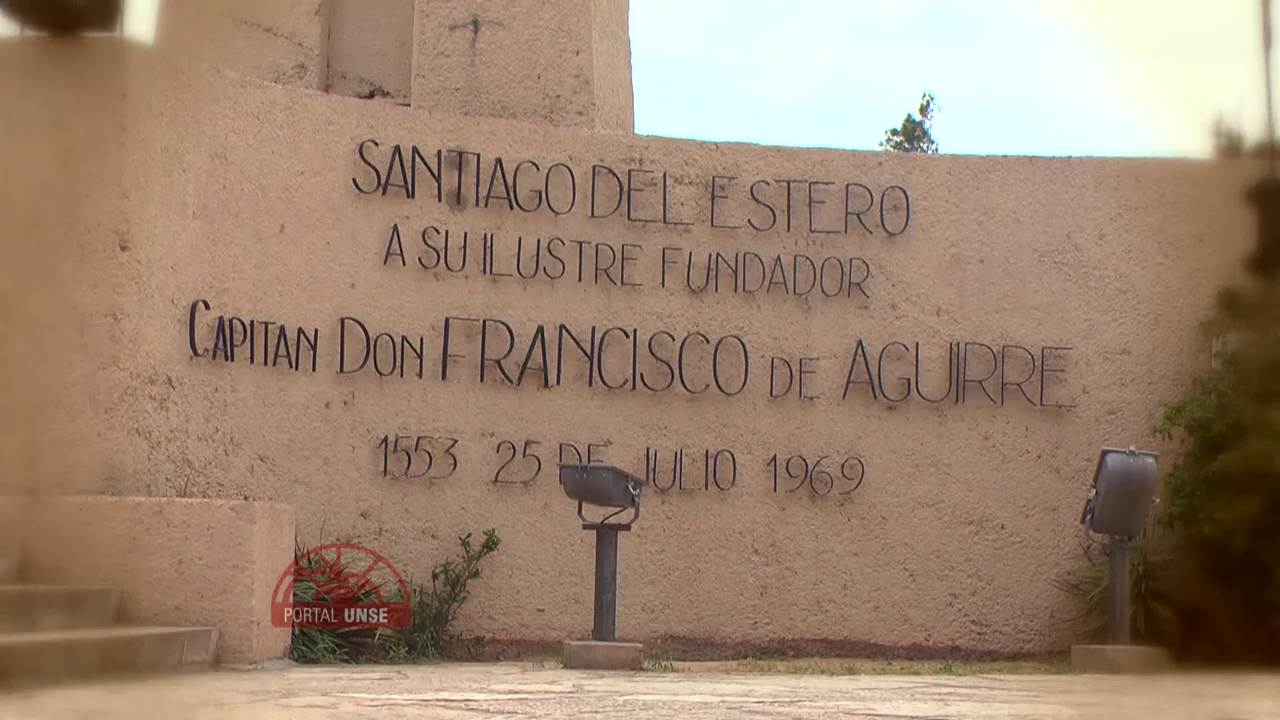 SANTIAGO DEL ESTERO
A SU ILUSTRE FUNDADOR
CAPITAN DON FRANCISCO DE AGUIRRE
1553 25 DE JULIO 1969
PORTAL UNSE